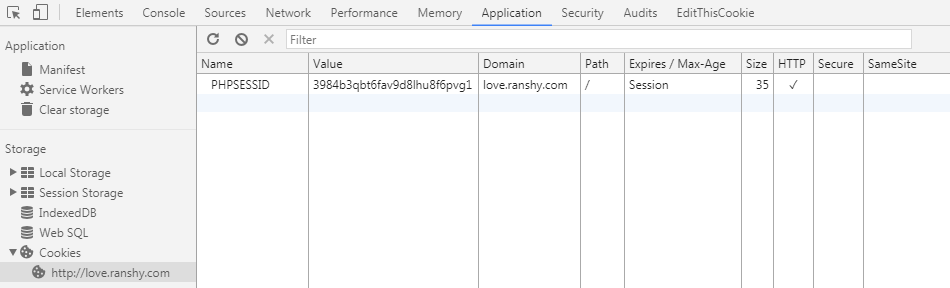 Elements Console Sources Network Performance Memory Application Security Audits EditThisCookie
Application
Manifest
Service Workers
Clear storage
Storage
Local Storage
Session Storage
IndexedDB
Web SQL
Cookies
http://love.ranshy.com
Filter
Name Value Domain Path Expires / Max-Age Size HTTP Secure SameSite
PHPSESSID 3984b3qbt6fav9d8lhu8f6pvg1 love.ranshy.com / Session 35 ✓